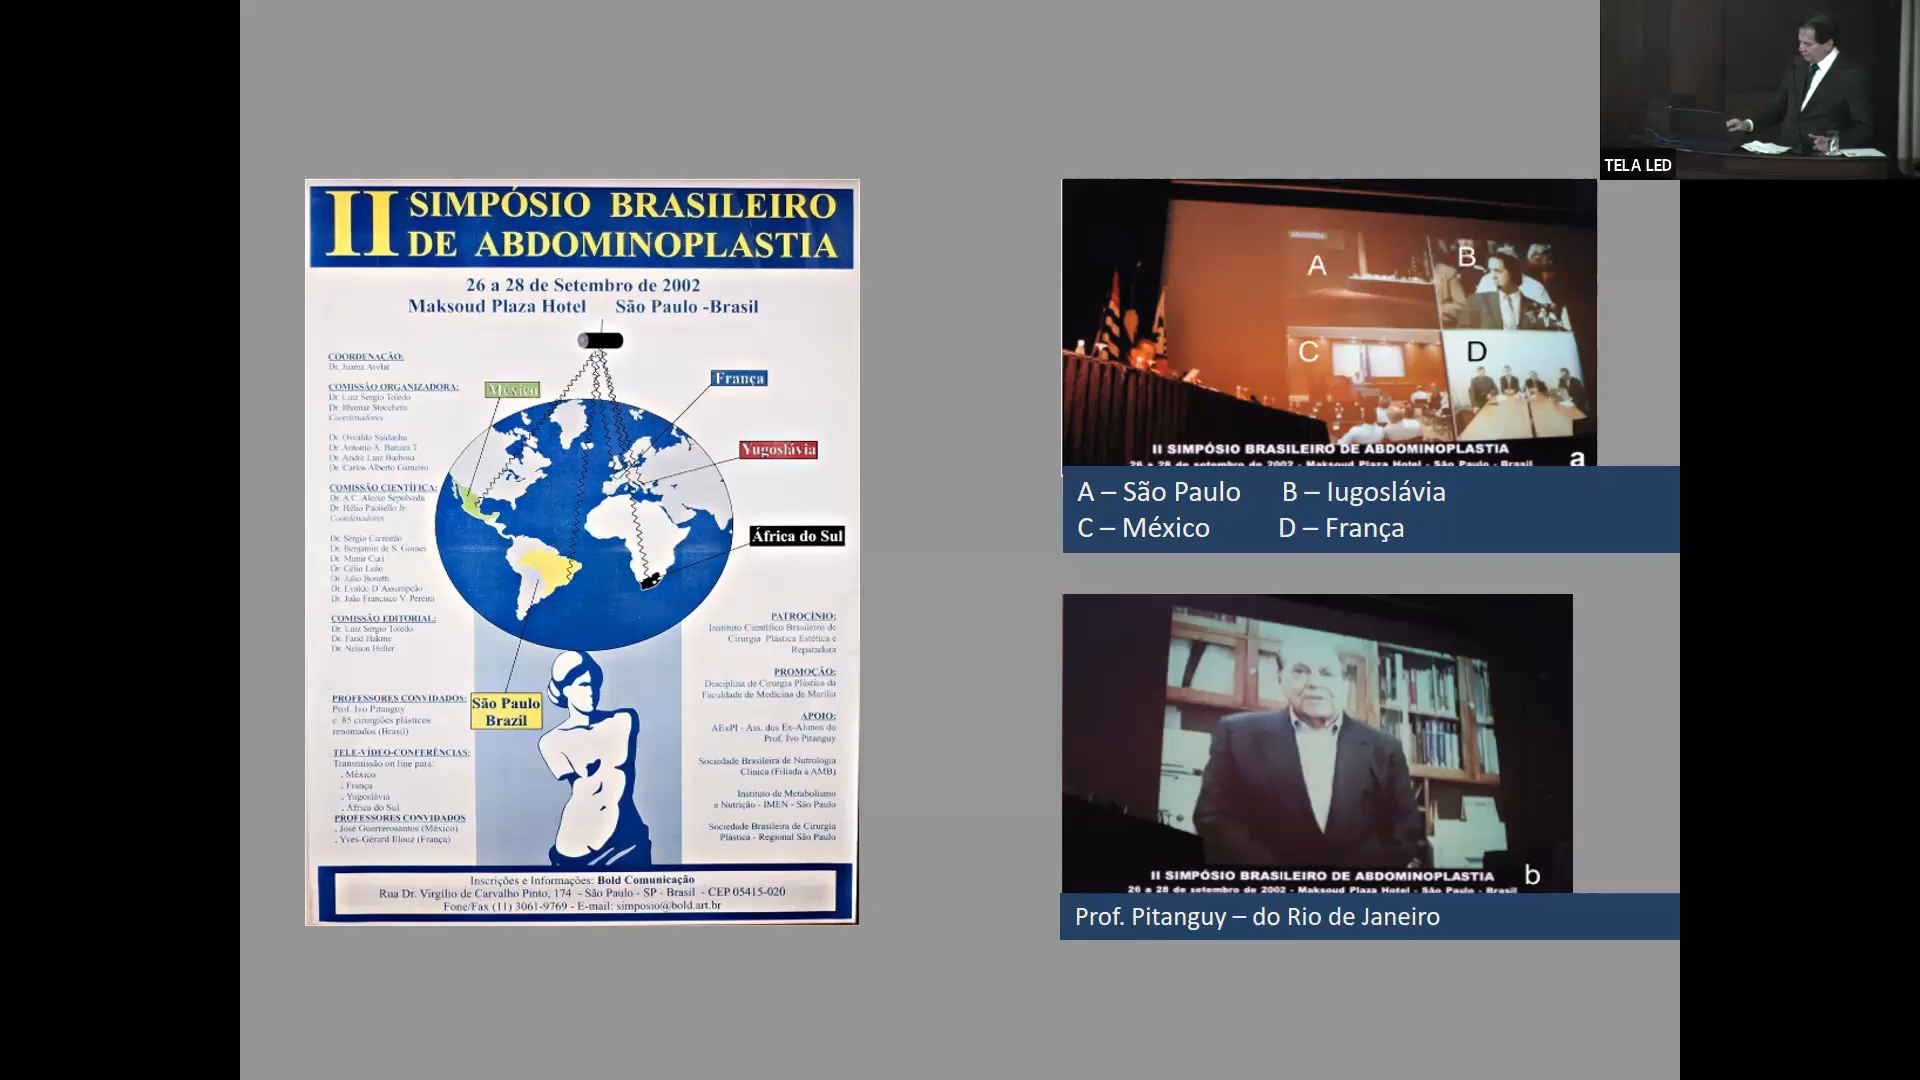 II SIMPÓSIO BRASILEIRO
DE ABDOMINOPLASTIA
26 a 28 de Setembro de 2002
Maksoud Plaza Hotel São Paulo -Brasil
México
França
Yugoslávia
África do Sul
São Paulo
Brazil
COORDENAÇÃO:
Dr. Juarez Avelar
COMISSÃO ORGANIZADORA:
Dr. Luiz Sergio Toledo
Dr. Ithamar Stocchero
Coordenadores
Dr. Osvaldo Saldanha
Dr. Andre Luiz Barbosa
Dr. Carlos Alberto
COMISSÃO CIENTÍFICA:
Dr. A.C. Aleixo Sepulveda
Dr. Hélio Paoliello Jr.
Coordenadores
Dr. Sérgio Carreirão
Dr. Benjamin de S. Gomes
Dr. Munir Curi
Dr. Célio Leão
Dr. Julio
Dr. Evaldo D'Assumpção
Dr. João Francisco V. Pereira
COMISSÃO EDITORIAL:
Dr. Luiz Sergio Toledo
Dr. Farid Hakme
Dr. Nelson Heller
PROFESSORES CONVIDADOS:
Prof. Ivo Pitanguy
e 85 cirurgiões plásticos
renomados (Brasil)
TELE-VÍDEO-CONFERÊNCIAS:
Transmissão on line para:
. México
. França
. Yugoslávia
. África do Sul
PROFESSORES CONVIDADOS
. José Guerrerosantos (México)
. Yves-Gérard Illouz (França)
PATROCÍNIO:
Instituto Científico Brasileiro de
Cirurgia Plástica Estética e
Reparadora
PROMOÇÃO:
Disciplina de Cirurgia Plástica da
Faculdade de Medicina de Marília
APOIO:
AExPI - Ass. dos Ex-Alunos do
Prof. Ivo Pitanguy
Sociedade Brasileira de Nutrologia
Clínica (Filiada à AMB)
Instituto de Metabolismo
e Nutrição - IMEN - São Paulo
Sociedade Brasileira de Cirurgia
Plástica - Regional São Paulo
Inscrições e Informações: Bold Comunicação
Rua Dr. Virgílio de Carvalho Pinto, 174 - São Paulo - SP - Brasil - CEP 05415-020
Fone/Fax (11) 3061-9769 - E-mail: simposio@bold.art.br
TELA LED
A
B
C
D
II SIMPÓSIO BRASILEIRO DE ABDOMINOPLASTIA
26 a 28 de setembro de 2002 - Maksoud Plaza Hotel - São Paulo - Brasil
a
A – São Paulo B – Iugoslávia
C – México D – França
II SIMPÓSIO BRASILEIRO DE ABDOMINOPLASTIA
26 a 28 de setembro de 2002 - Maksoud Plaza Hotel - São Paulo - Brasil
b
Prof. Pitanguy – do Rio de Janeiro